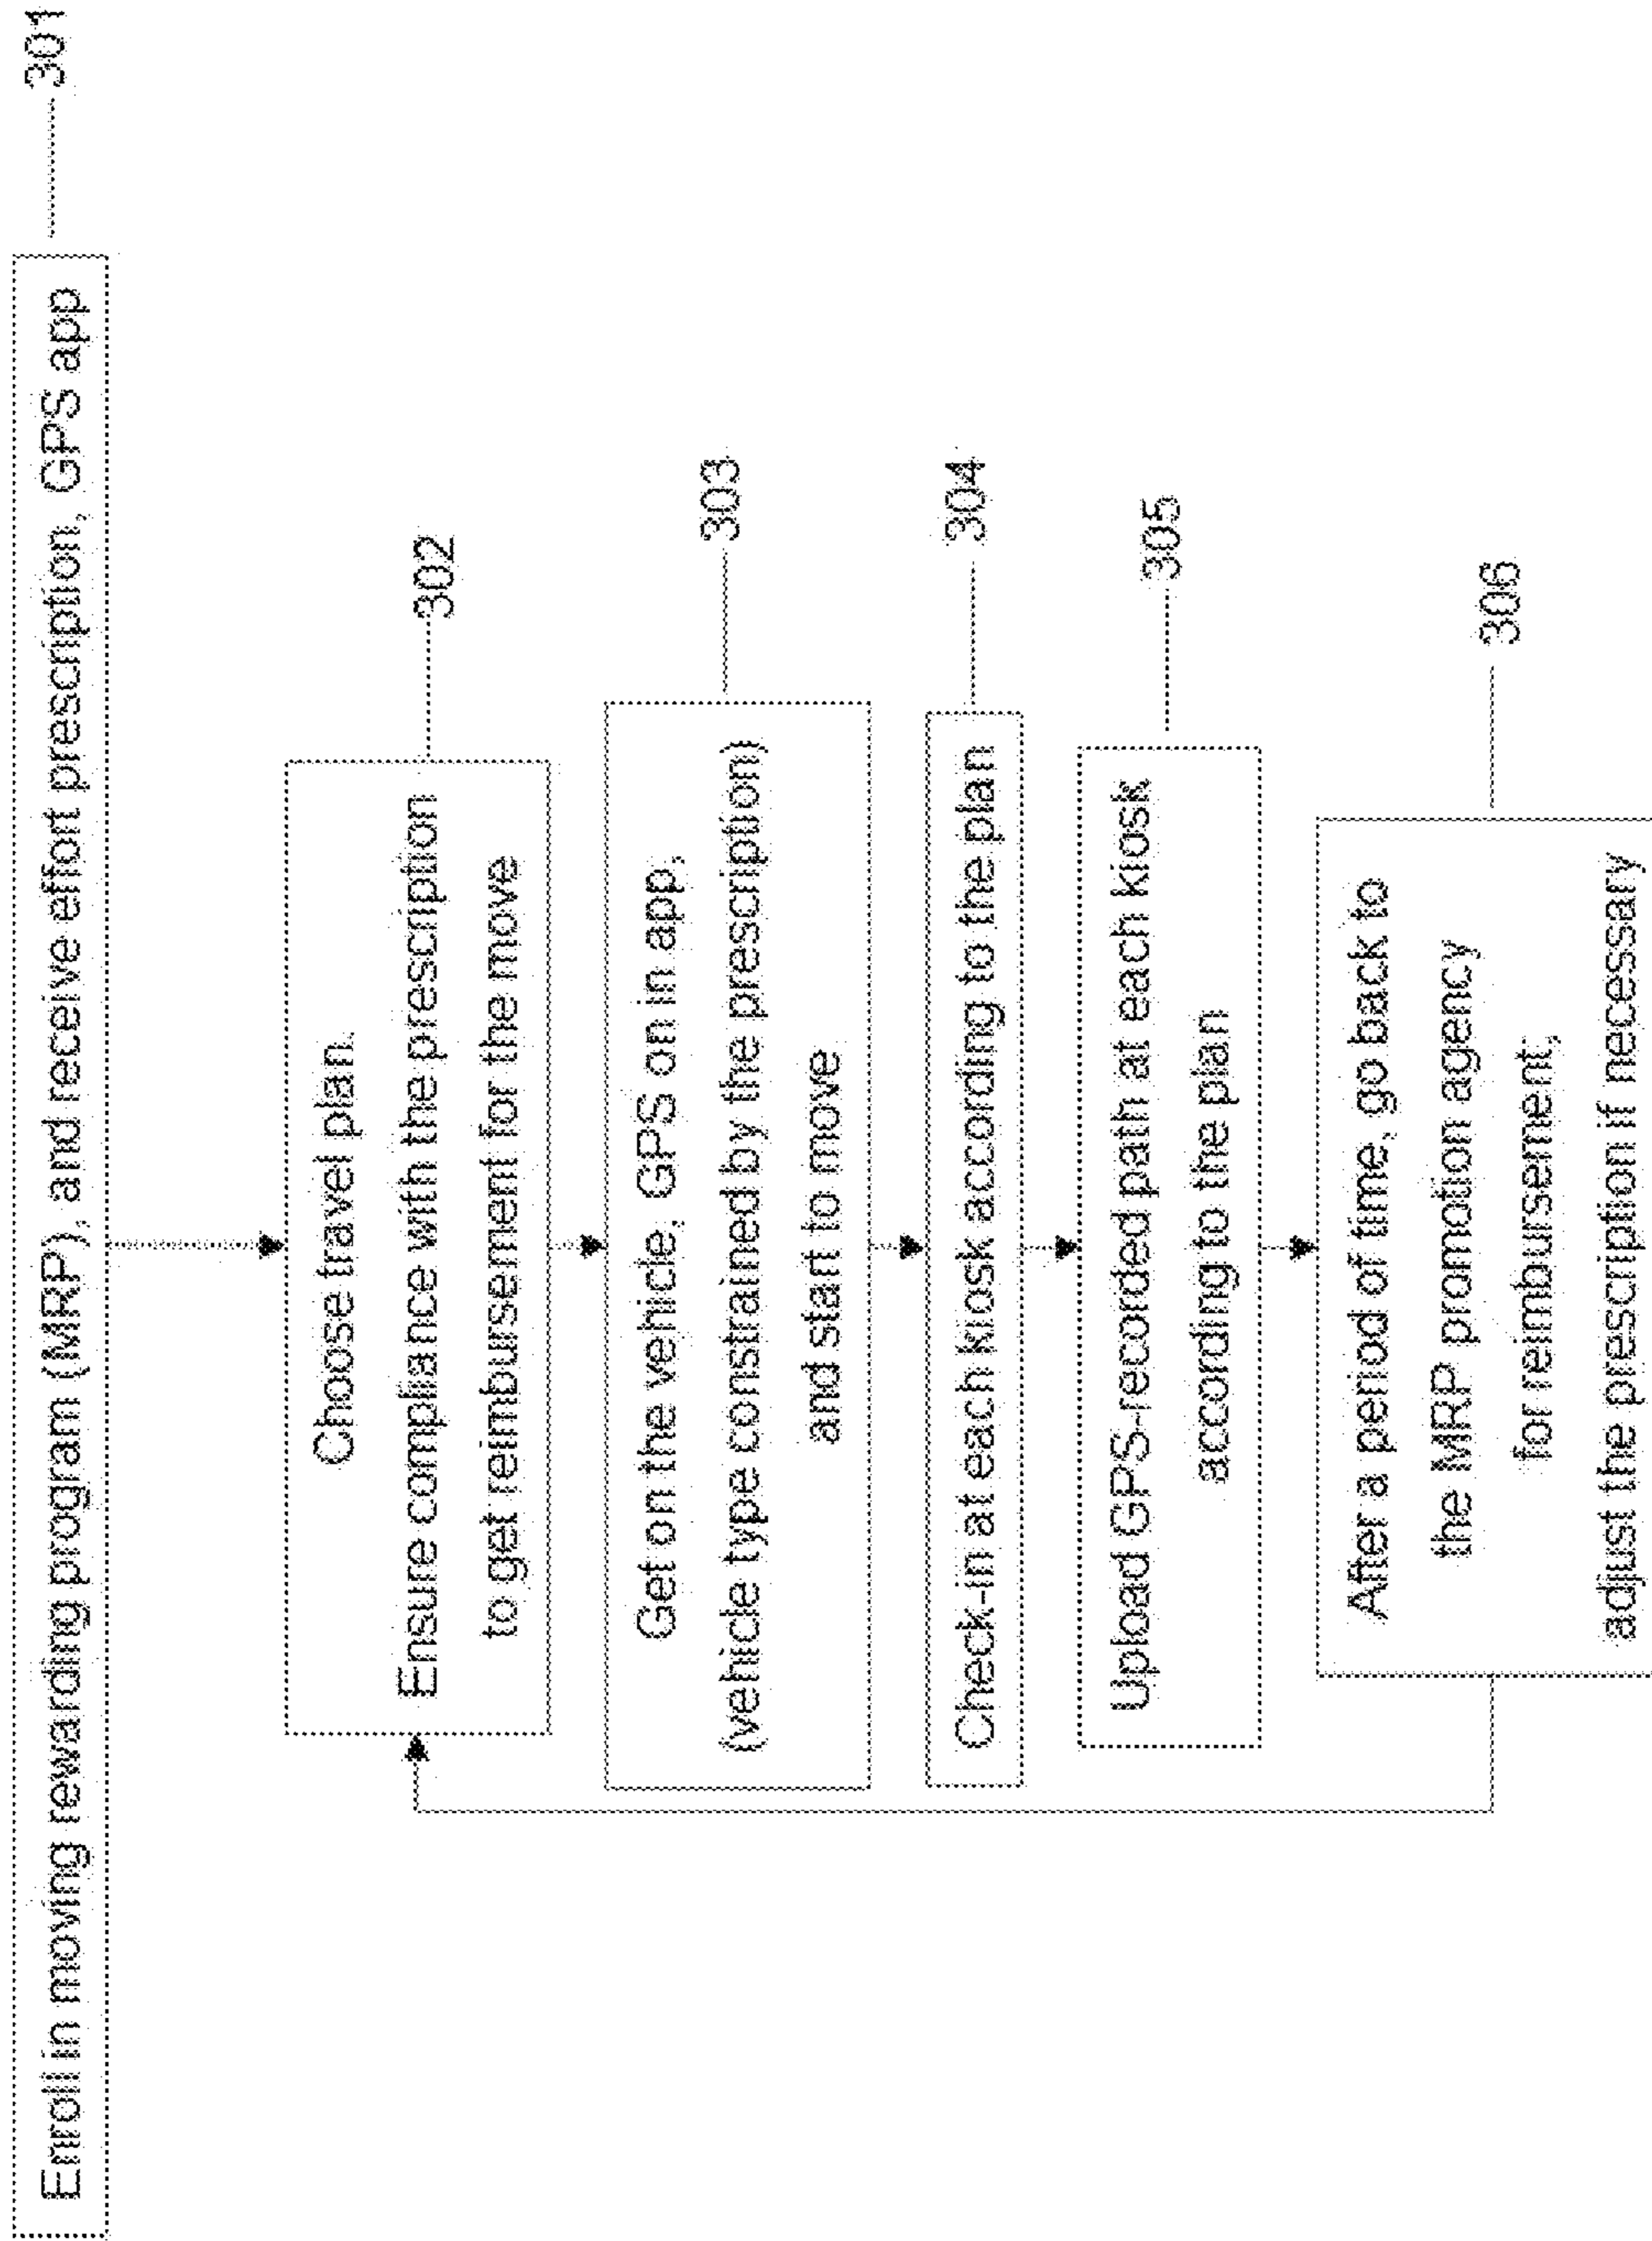 Enroll in moving rewarding program (MRP), and receive effort prescription, GPS app
301
Choose travel plan.
Ensure compliance with the prescription
to get reimbursement for the move
302
Get on the vehicle, GPS on in app,
(vehicle type constrained by the prescription)
and start to move
303
Check-in at each kiosk according to the plan
304
Upload GPS-recorded path at each kiosk
according to the plan
305
After a period of time, go back to
the MRP promotion agency
for reimbursement;
adjust the prescription if necessary
306